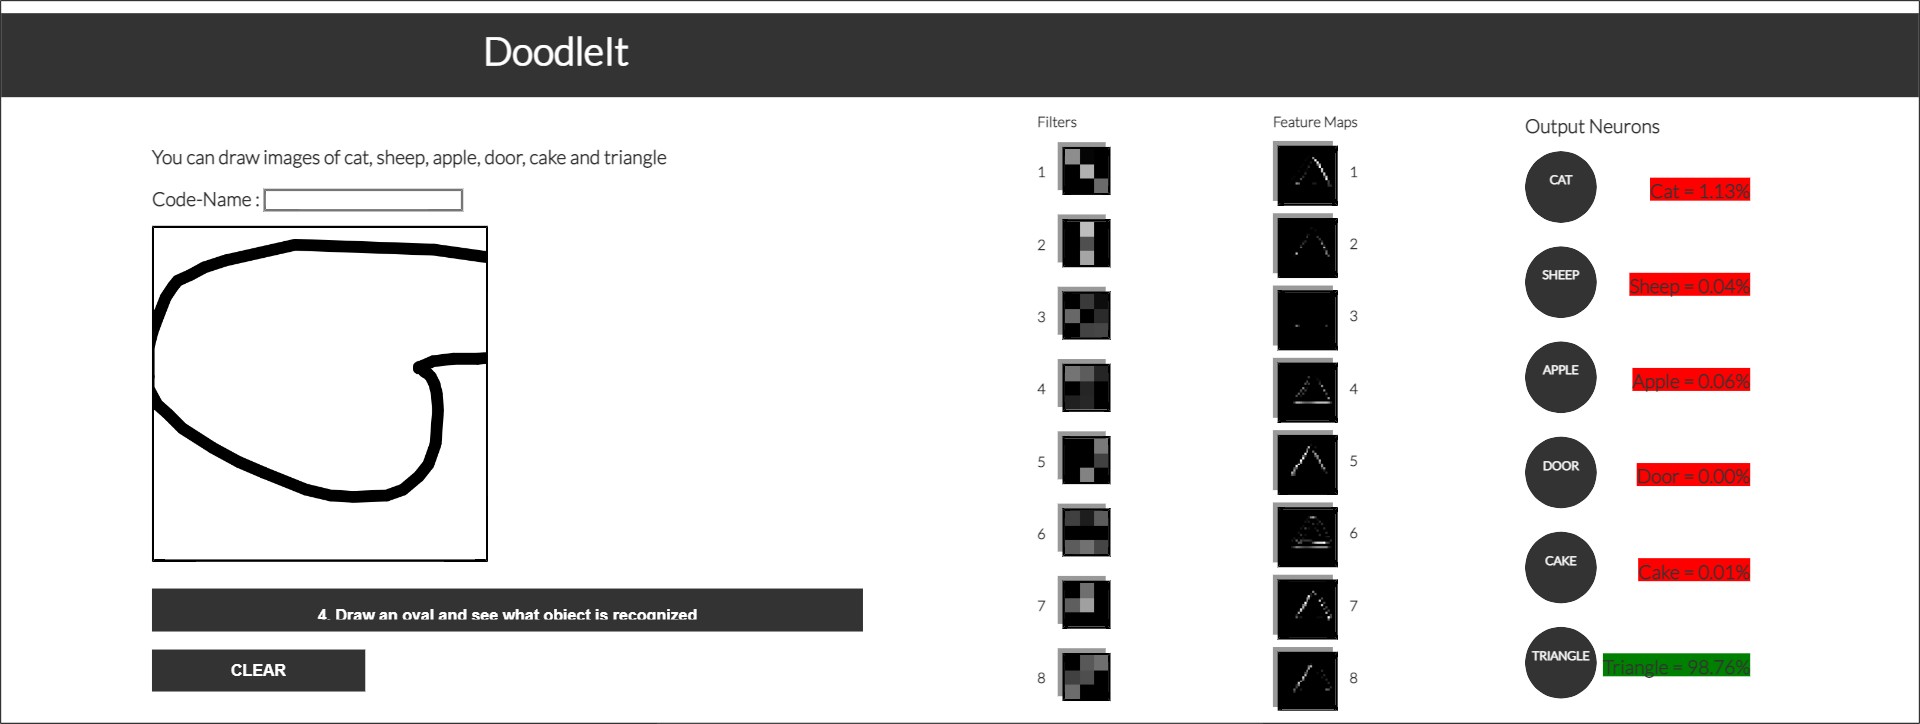 DoodleIt
You can draw images of cat, sheep, apple, door, cake and triangle
Code-Name :
4. Draw an oval and see what object is recognized
CLEAR
Filters
1
2
3
4
5
6
7
8
Feature Maps
1
2
3
4
5
6
7
8
Output Neurons
CAT
Cat = 1.13%
SHEEP
Sheep = 0.04%
APPLE
Apple = 0.06%
DOOR
Door = 0.00%
CAKE
Cake = 0.01%
TRIANGLE
Triangle = 98.76%